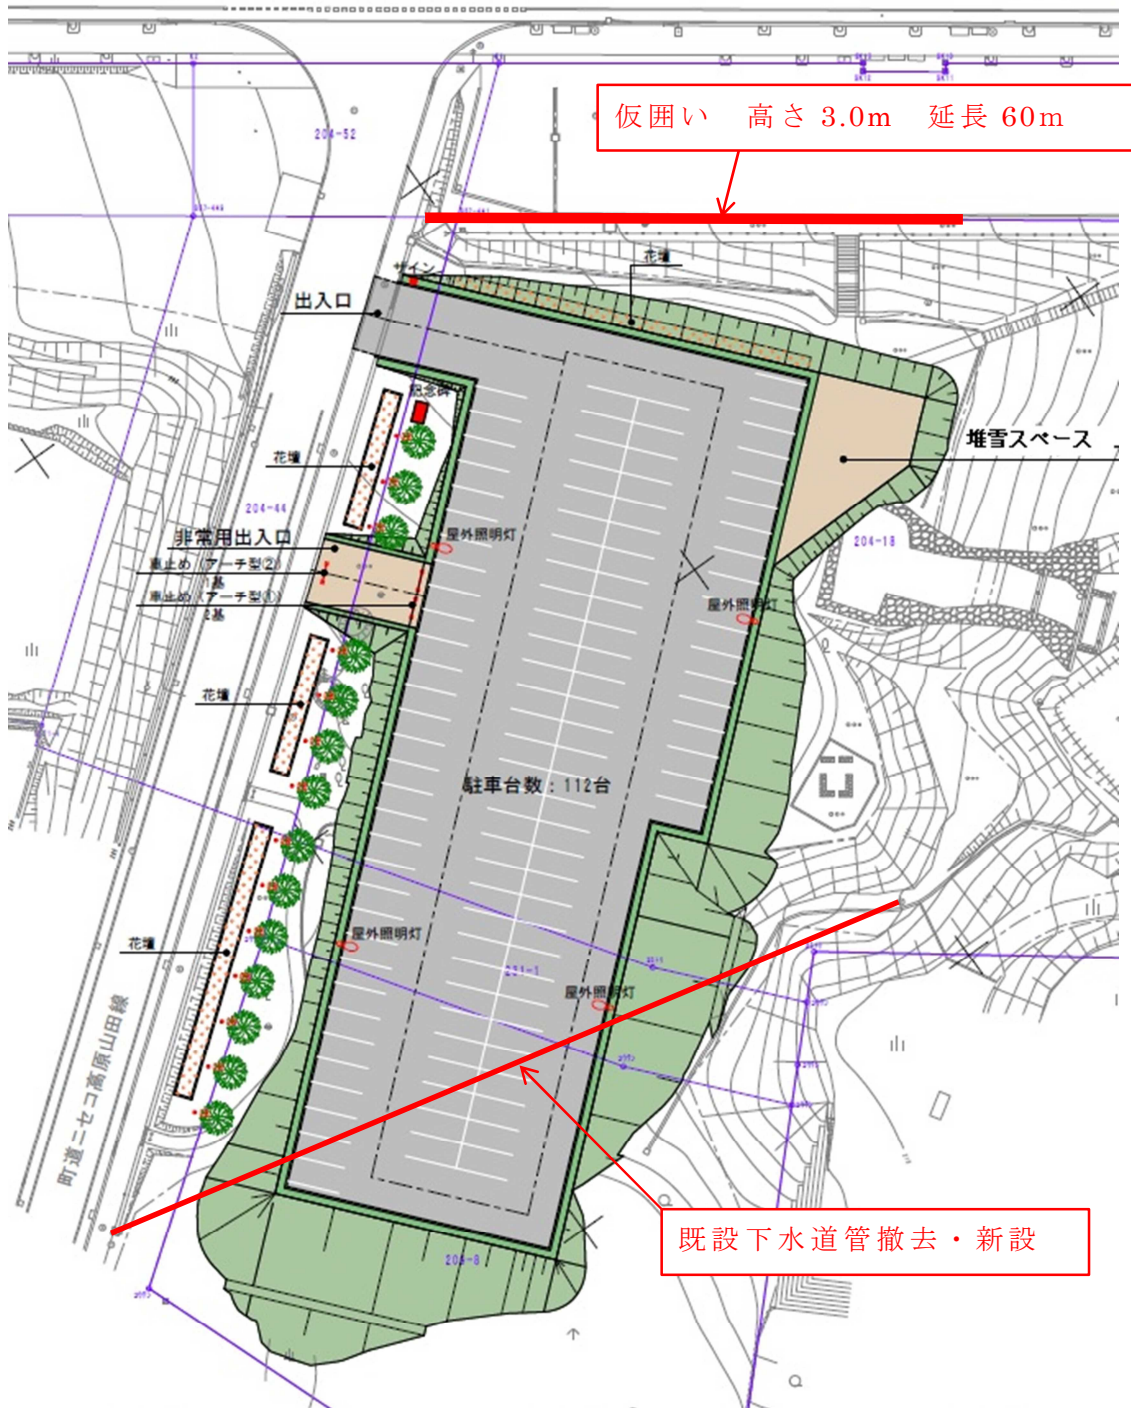 仮囲い　高さ 3.0m　延長 60m
204-52
サイン
花壇
出入口
記念碑
堆雪スペース
花壇
204-44
非常用出入口
屋外照明灯
204-18
車止め（アーチ型②）
1基
車止め（アーチ型①）
2基
屋外照明灯
花壇
駐車台数：112台
花壇
屋外照明灯
231-1
屋外照明灯
町道ニセコ高原山田線
既設下水道管撤去・新設